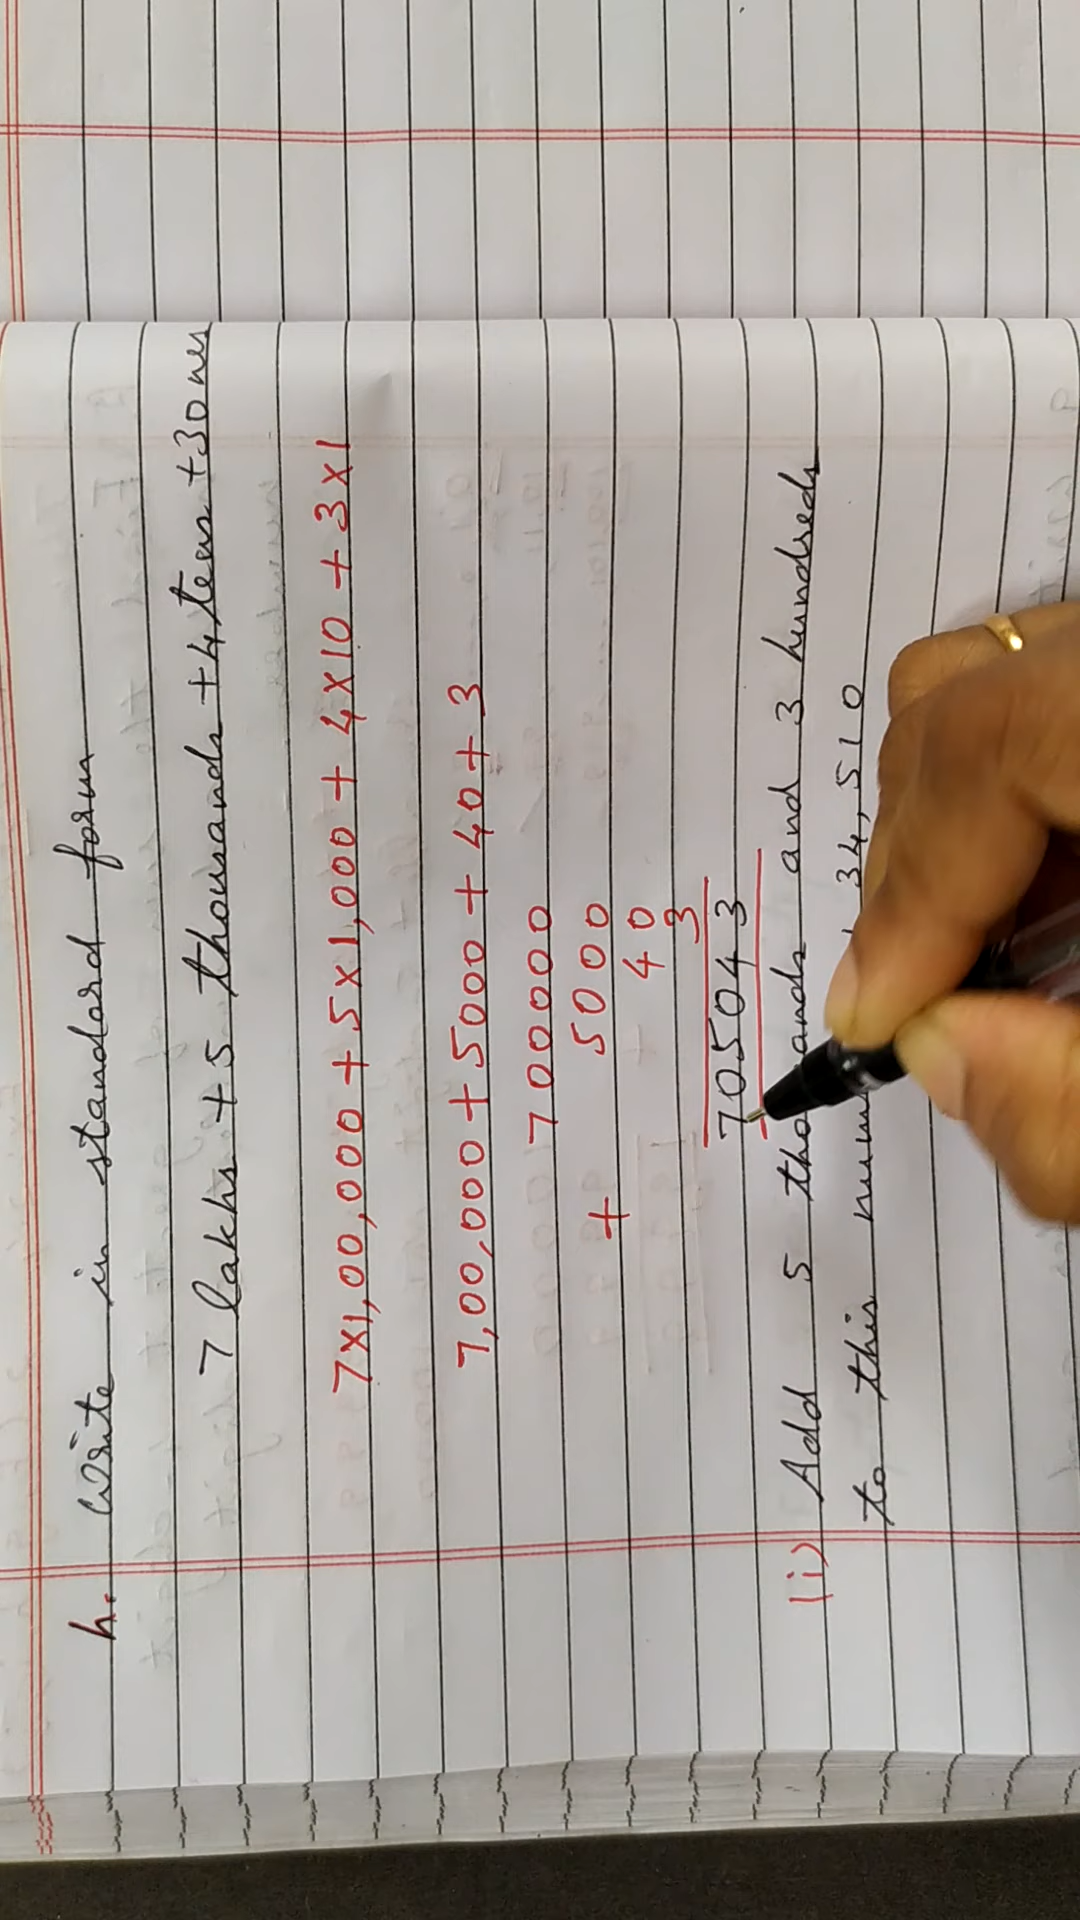 h. Write in standard form
7 lakhs + 5 thousands + 4 tens + 3 ones
7×1,00,000 + 5×1,000 + 4×10 + 3×1
7,00,000 + 5000 + 40 + 3
700000
+ 5000
40
3
705043
(i) Add 5 thousands and 3 hundreds
to this 34,510